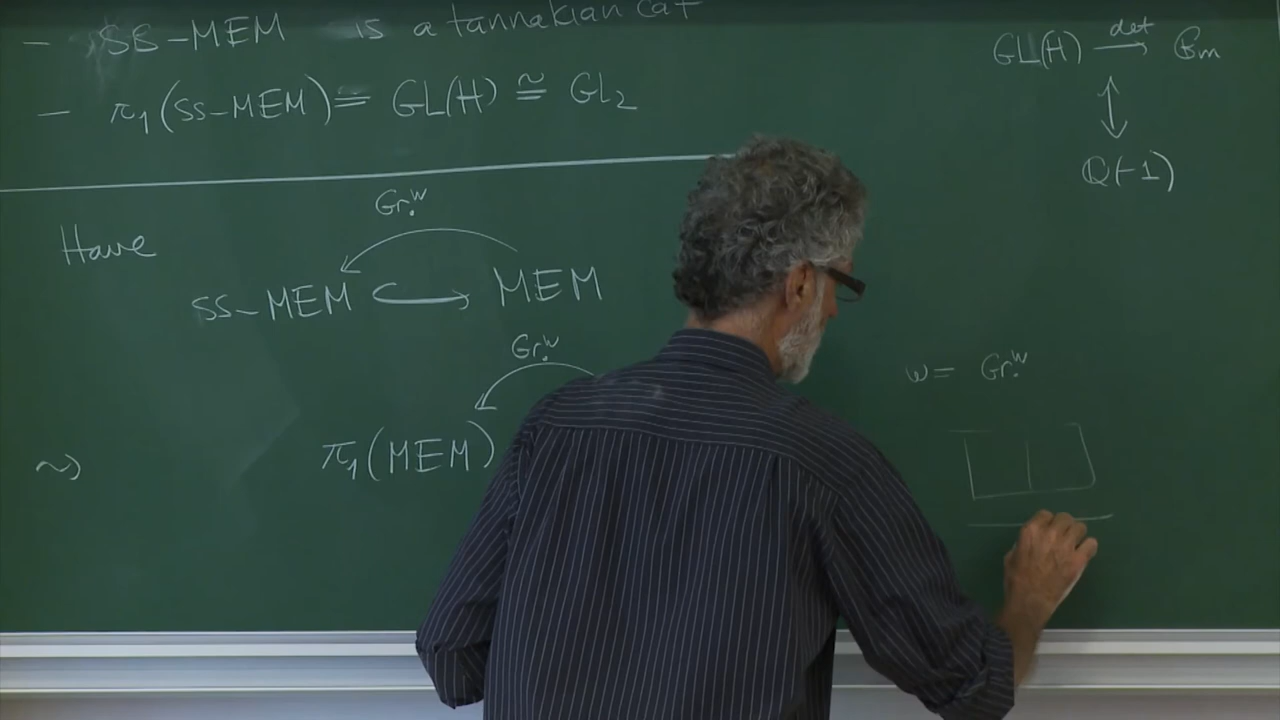 — SS–MEM is a tannakian cat
— π₁(ss–MEM) = GL(H) ≅ GL₂
GL(H) —det→ 𝔾m
↕
ℚ(-1)
Have
Gr.ᵂ
ss–MEM ↪ MEM
Gr.ᵂ
⇝ π₁(MEM)
ω = Gr.ᵂ